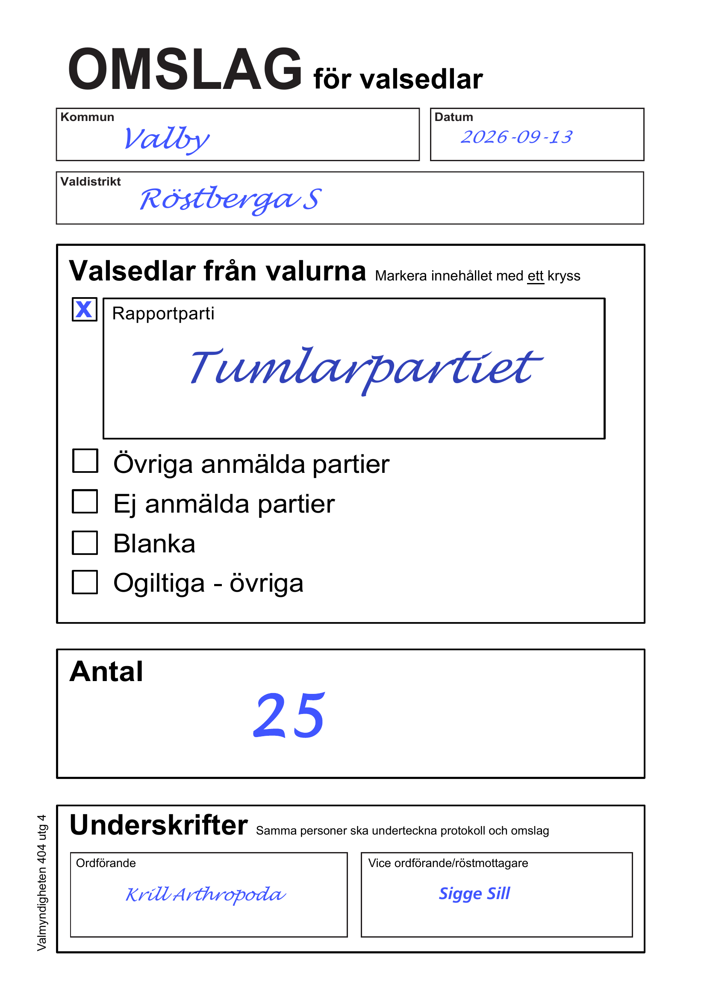 OMSLAG för valsedlar
Kommun
Valby
Datum
2026-09-13
Valdistrikt
Röstberga S
Valsedlar från valurna Markera innehållet med ett kryss
X
Rapportparti
Tumlarpartiet
Övriga anmälda partier
Ej anmälda partier
Blanka
Ogiltiga - övriga
Antal
25
Underskrifter Samma personer ska underteckna protokoll och omslag
Ordförande
Krill Arthropoda
Vice ordförande/röstmottagare
Sigge Sill
Valmyndigheten 404 utg 4